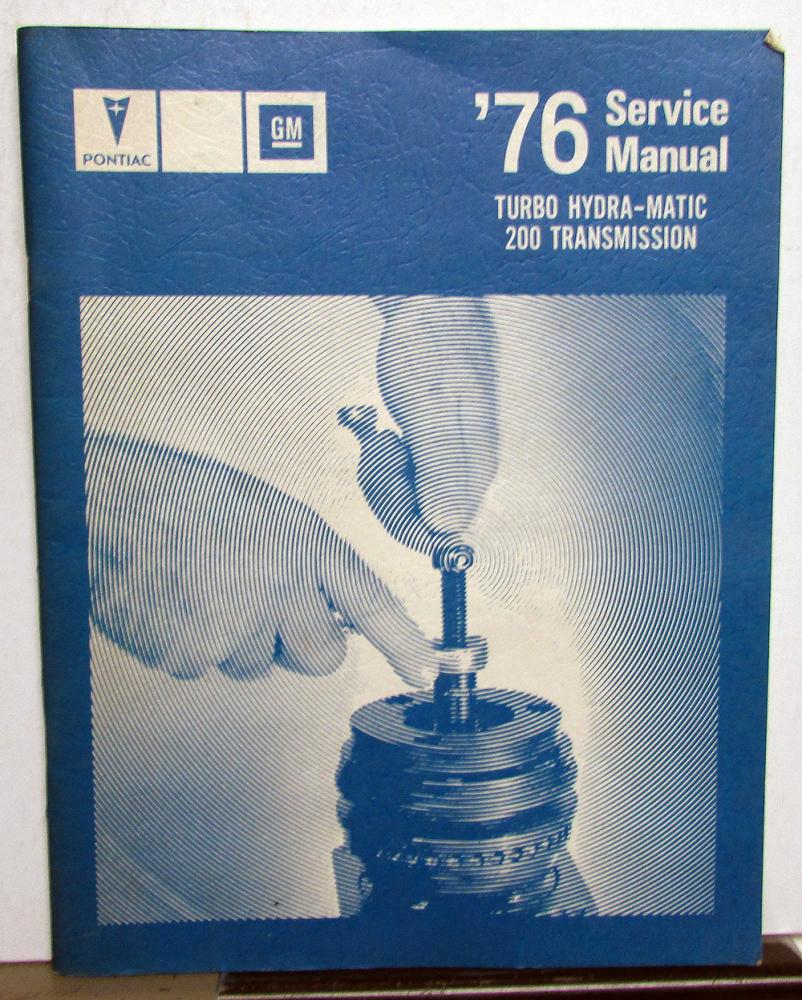 PONTIAC
GM
’76 Service
Manual
TURBO HYDRA-MATIC
200 TRANSMISSION